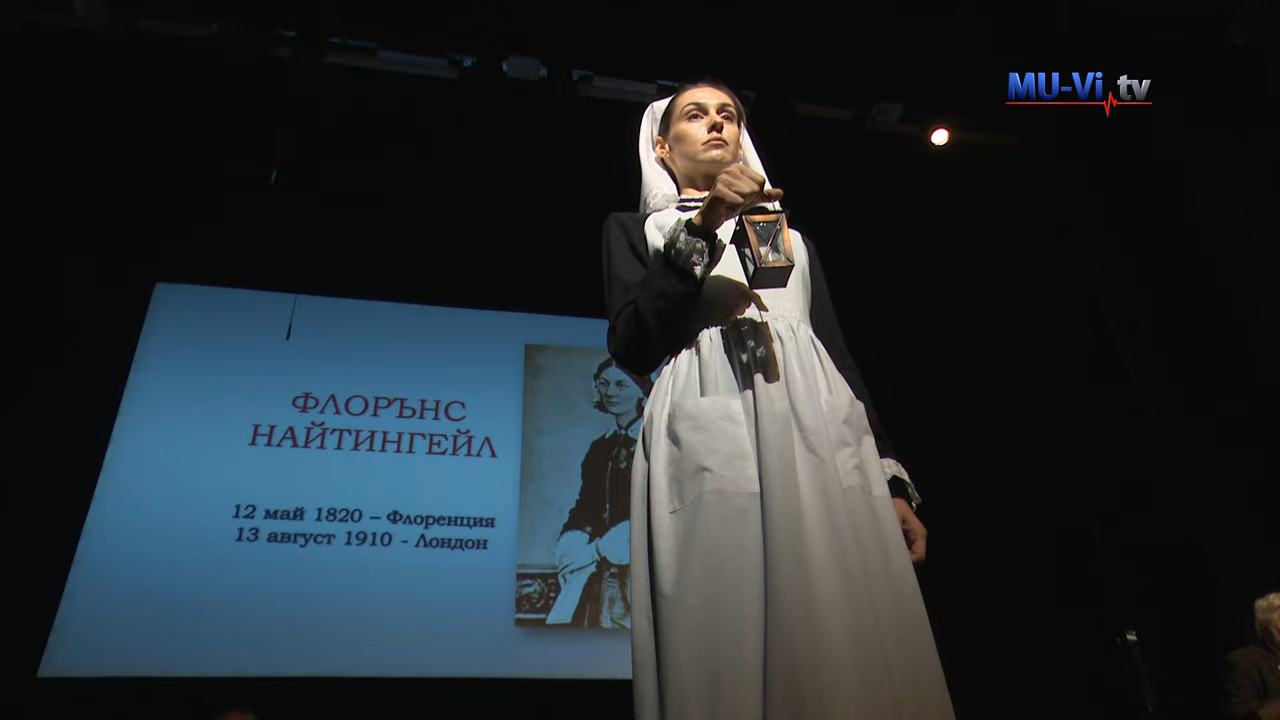 MU-Vi.tv
ФЛОРЪНС
НАЙТИНГЕЙЛ
12 май 1820 – Флоренция
13 август 1910 - Лондон